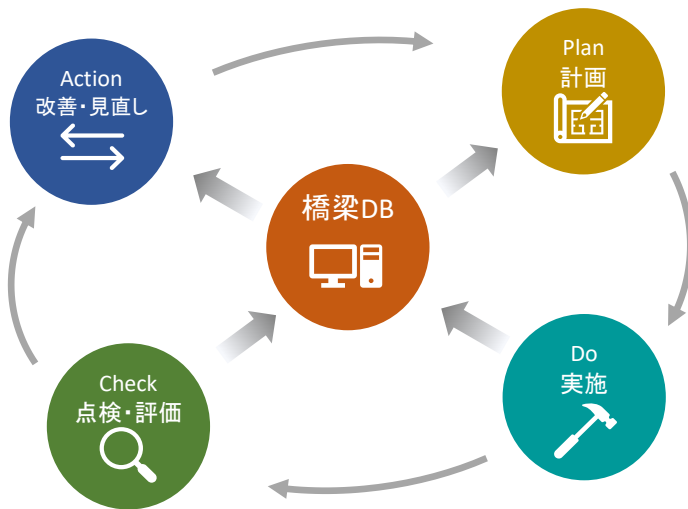 Action
改善・見直し
Plan
計画
橋梁DB
Check
点検・評価
Do
実施